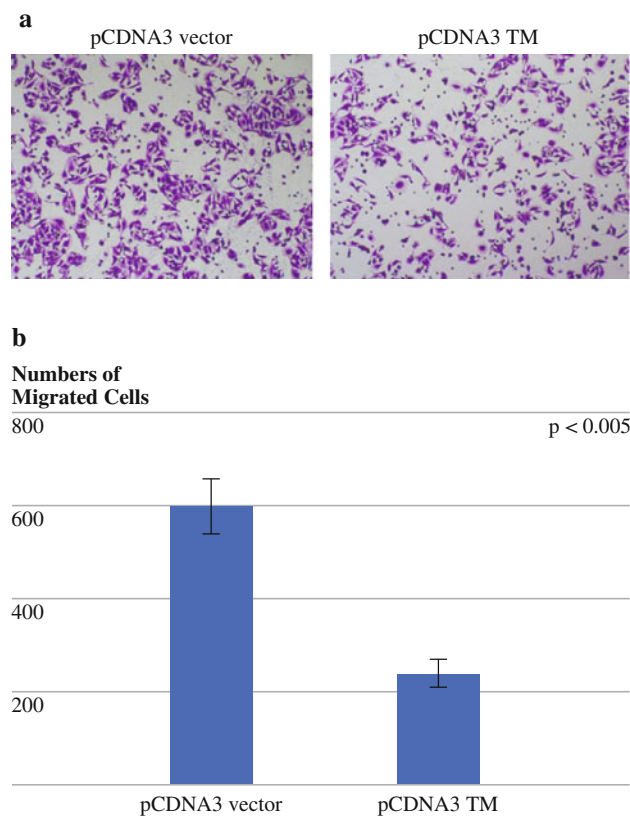 a
pCDNA3 vector
pCDNA3 TM
b
Numbers of
Migrated Cells
800
p < 0.005
600
400
200
pCDNA3 vector
pCDNA3 TM